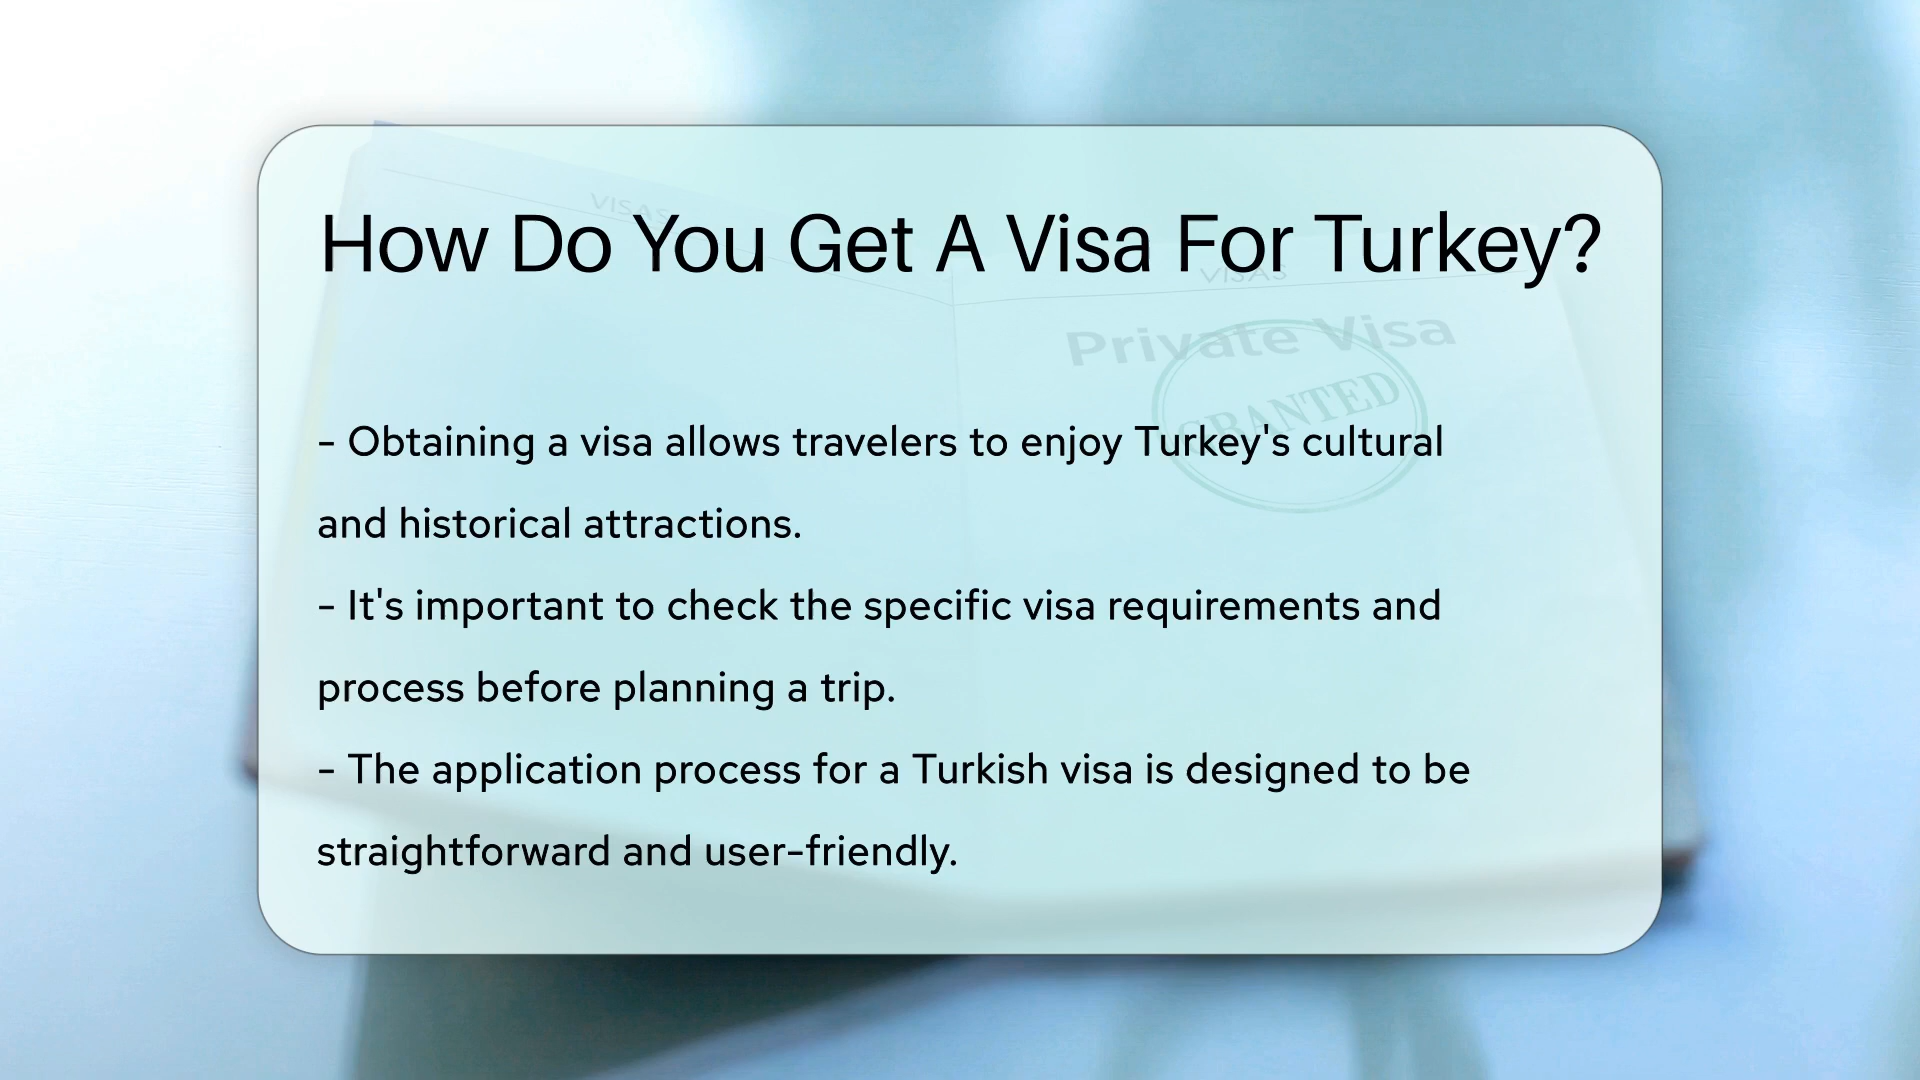 VISAS
How Do You Get A Visa For Turkey?
VISAS
Private Visa
GRANTED
- Obtaining a visa allows travelers to enjoy Turkey's cultural
and historical attractions.
- It's important to check the specific visa requirements and
process before planning a trip.
- The application process for a Turkish visa is designed to be
straightforward and user-friendly.